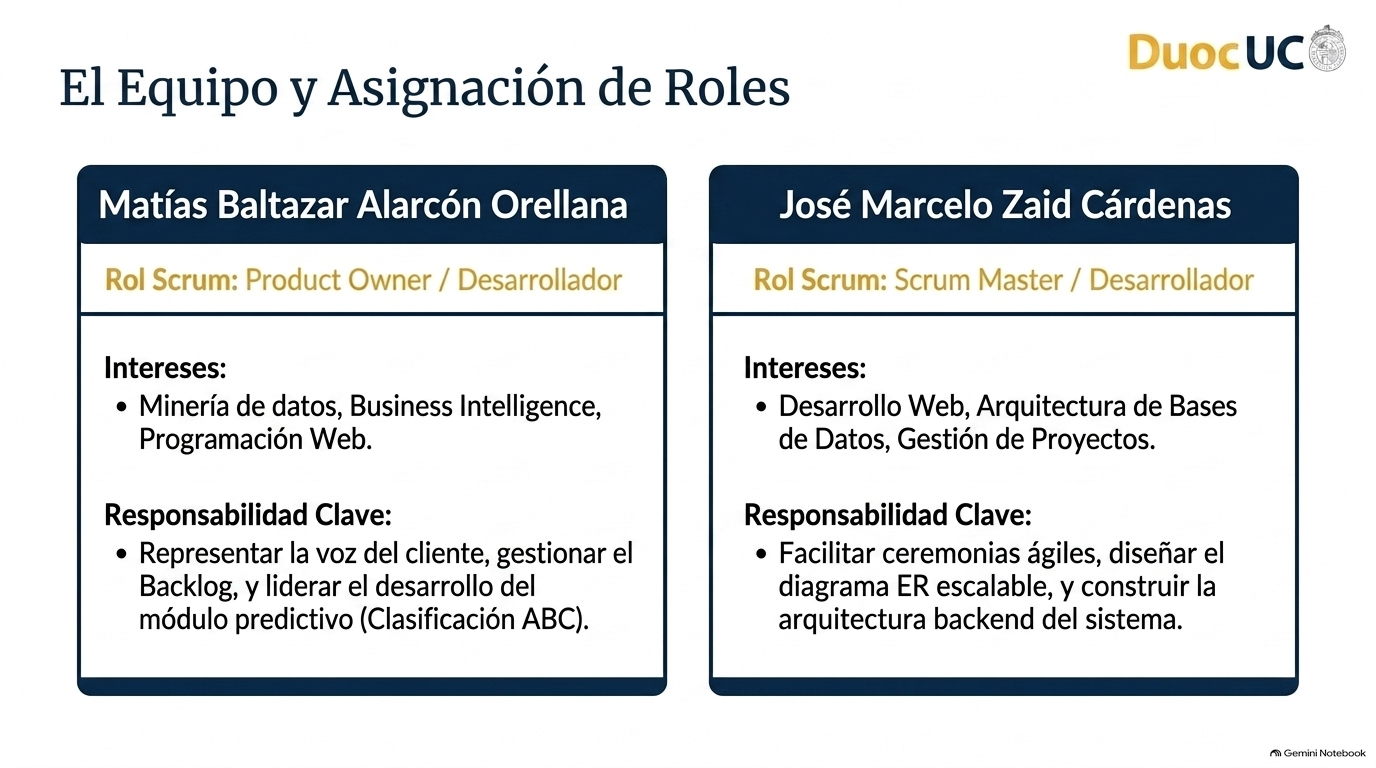 Duoc UC
El Equipo y Asignación de Roles
Matías Baltazar Alarcón Orellana
Rol Scrum: Product Owner / Desarrollador
Intereses:
• Minería de datos, Business Intelligence,
Programación Web.
Responsabilidad Clave:
• Representar la voz del cliente, gestionar el
Backlog, y liderar el desarrollo del
módulo predictivo (Clasificación ABC).
José Marcelo Zaid Cárdenas
Rol Scrum: Scrum Master / Desarrollador
Intereses:
• Desarrollo Web, Arquitectura de Bases
de Datos, Gestión de Proyectos.
Responsabilidad Clave:
• Facilitar ceremonias ágiles, diseñar el
diagrama ER escalable, y construir la
arquitectura backend del sistema.
Gemini Notebook